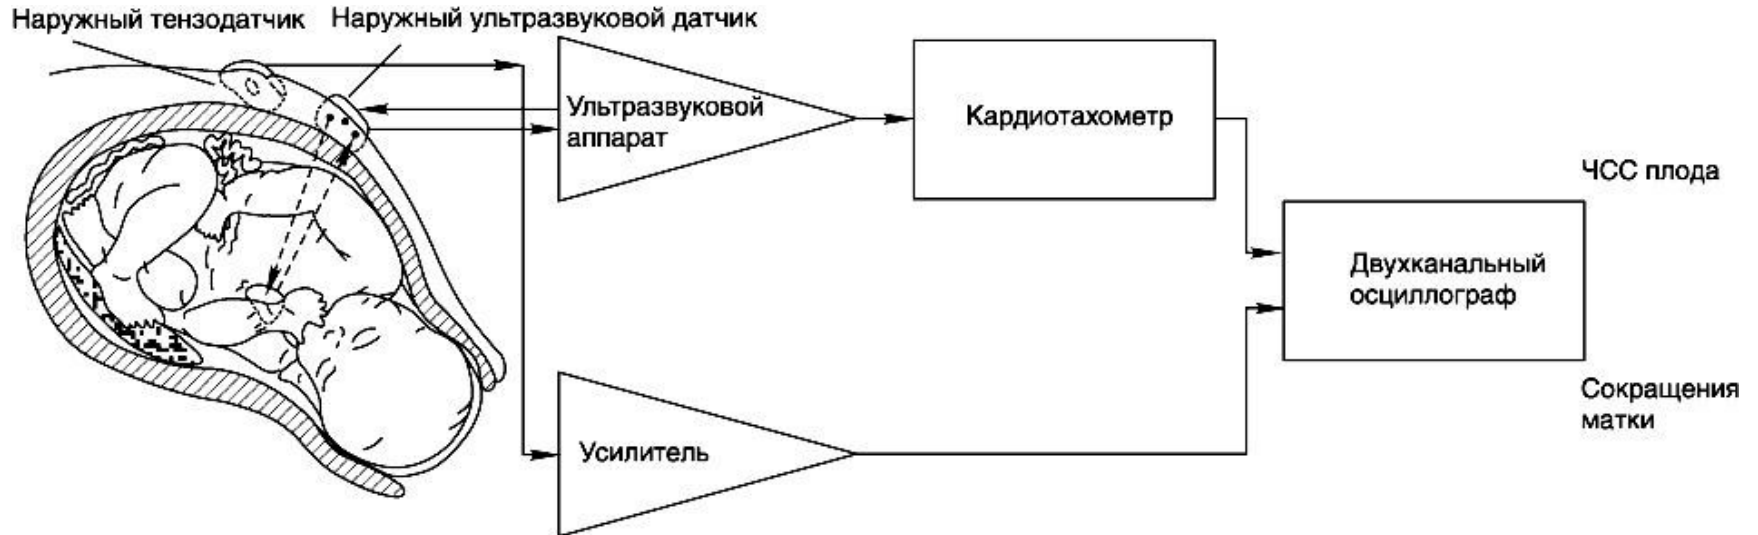 Наружный тензодатчик
Наружный ультразвуковой датчик
Ультразвуковой
аппарат
Кардиотахометр
ЧСС плода
Двухканальный
осциллограф
Сокращения
матки
Усилитель